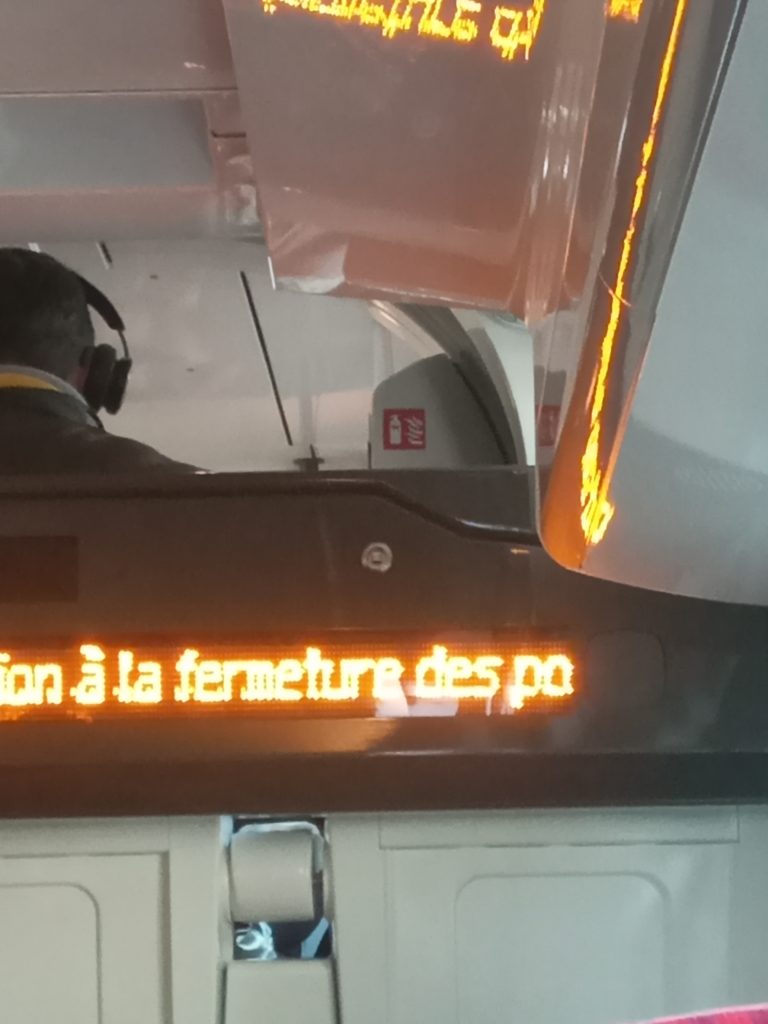 ion à la fermeture des po